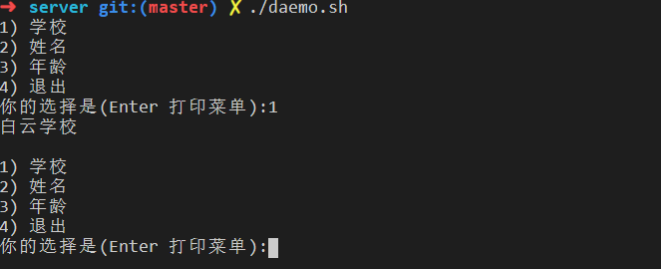 ➜ server git:(master) ✗ ./daemo.sh
1) 学校
2) 姓名
3) 年龄
4) 退出
你的选择是(Enter 打印菜单):1
白云学校
1) 学校
2) 姓名
3) 年龄
4) 退出
你的选择是(Enter 打印菜单):